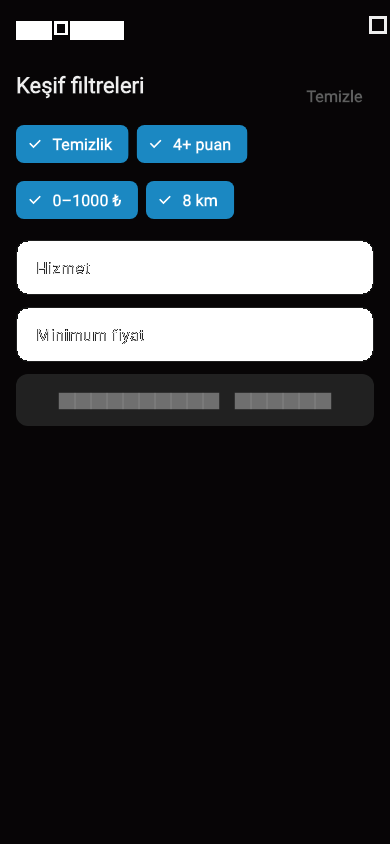 Keşif filtreleri
Temizle
Temizlik
4+ puan
0–1000 ₺
8 km
Hizmet
Minimum fiyat